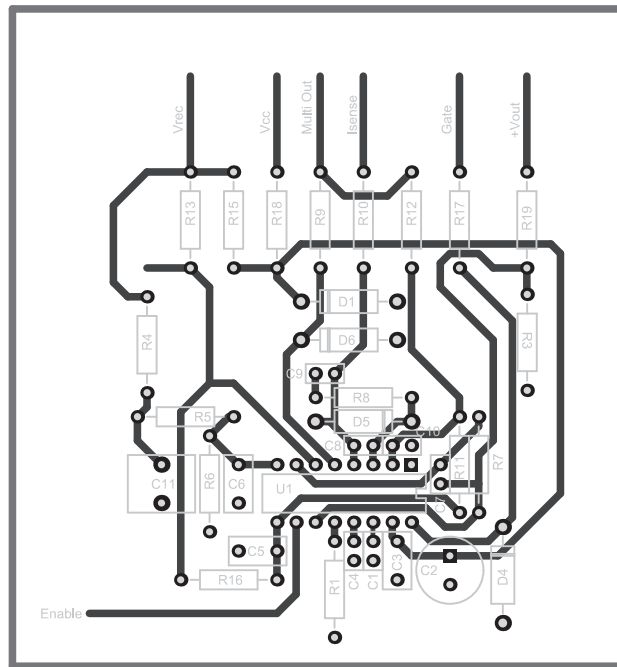 Vrec
Vcc
Multi Out
Isense
Gate
+Vout
R13
R15
R18
R9
R10
R12
R17
R19
D1
D6
R4
R3
C9
R8
R5
D5
C10
C8
R6
C11
C6
U1
R11
R7
C7
C5
R16
R1
C4
C1
C3
C2
D4
Enable